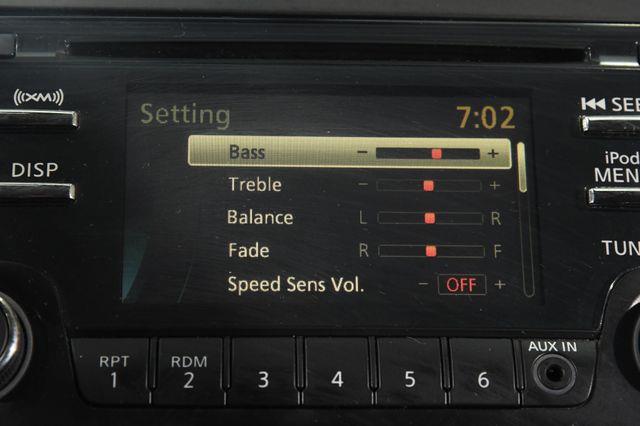 ((XM))
Setting 7:02
SEE
Bass - +
DISP
iPod
MEN
Treble - +
Balance L R
Fade R F
TUN
Speed Sens Vol. - OFF +
RPT RDM AUX IN
1 2 3 4 5 6